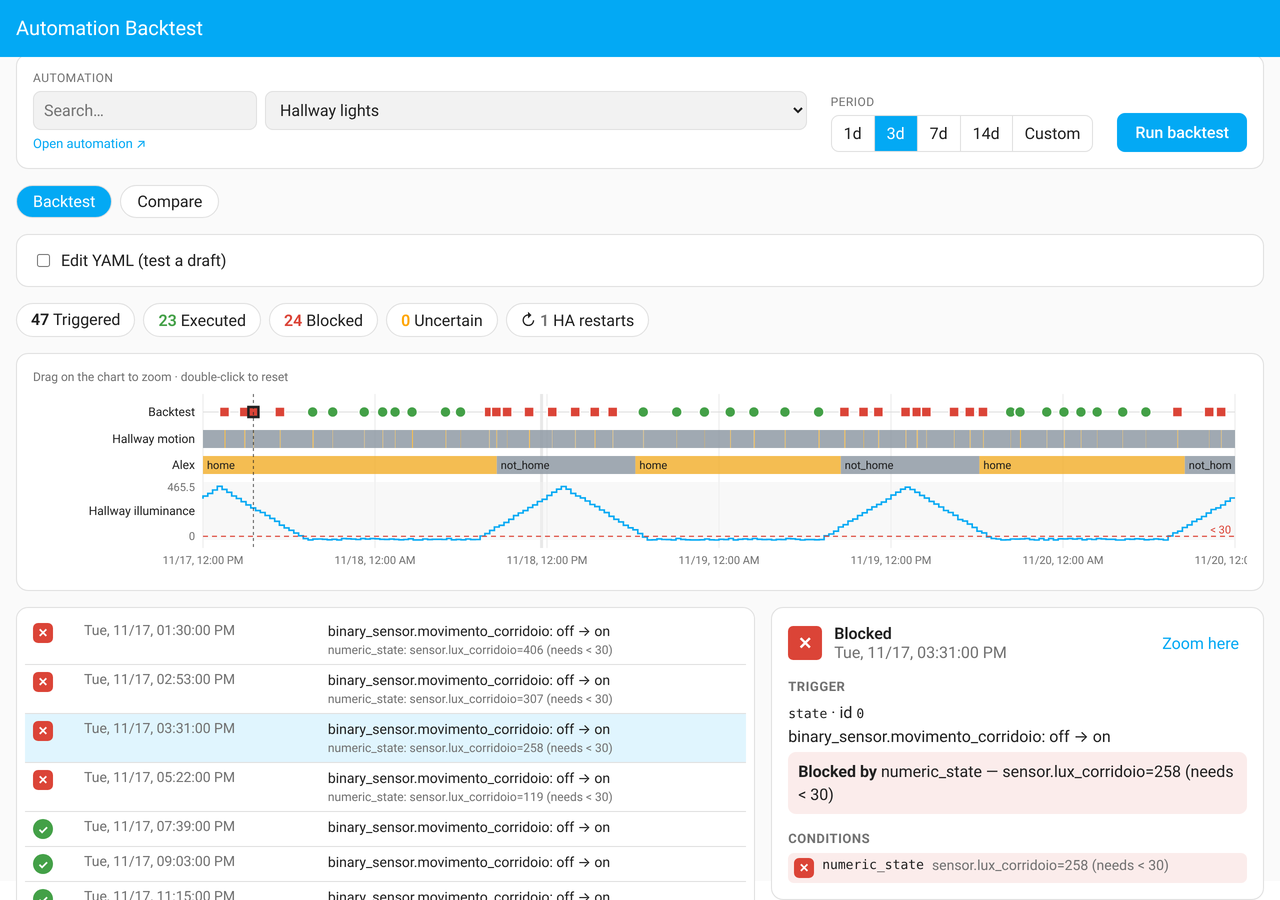 Automation Backtest
AUTOMATION
Search…
Hallway lights
Open automation ↗
PERIOD
1d
3d
7d
14d
Custom
Run backtest
Backtest
Compare
Edit YAML (test a draft)
47 Triggered
23 Executed
24 Blocked
0 Uncertain
↻ 1 HA restarts
Drag on the chart to zoom · double-click to reset
Backtest
Hallway motion
Alex
home
not_home
home
not_home
home
not_hom
465.5
Hallway illuminance
0
< 30
11/17, 12:00 PM
11/18, 12:00 AM
11/18, 12:00 PM
11/19, 12:00 AM
11/19, 12:00 PM
11/20, 12:00 AM
11/20, 12:0
Tue, 11/17, 01:30:00 PM
binary_sensor.movimento_corridoio: off → on
numeric_state: sensor.lux_corridoio=406 (needs < 30)
Tue, 11/17, 02:53:00 PM
binary_sensor.movimento_corridoio: off → on
numeric_state: sensor.lux_corridoio=307 (needs < 30)
Tue, 11/17, 03:31:00 PM
binary_sensor.movimento_corridoio: off → on
numeric_state: sensor.lux_corridoio=258 (needs < 30)
Tue, 11/17, 05:22:00 PM
binary_sensor.movimento_corridoio: off → on
numeric_state: sensor.lux_corridoio=119 (needs < 30)
Tue, 11/17, 07:39:00 PM
binary_sensor.movimento_corridoio: off → on
Tue, 11/17, 09:03:00 PM
binary_sensor.movimento_corridoio: off → on
Tue, 11/17, 11:15:00 PM
binary_sensor.movimento_corridoio: off → on
Blocked
Tue, 11/17, 03:31:00 PM
Zoom here
TRIGGER
state · id 0
binary_sensor.movimento_corridoio: off → on
Blocked by numeric_state — sensor.lux_corridoio=258 (needs
< 30)
CONDITIONS
numeric_state sensor.lux_corridoio=258 (needs < 30)